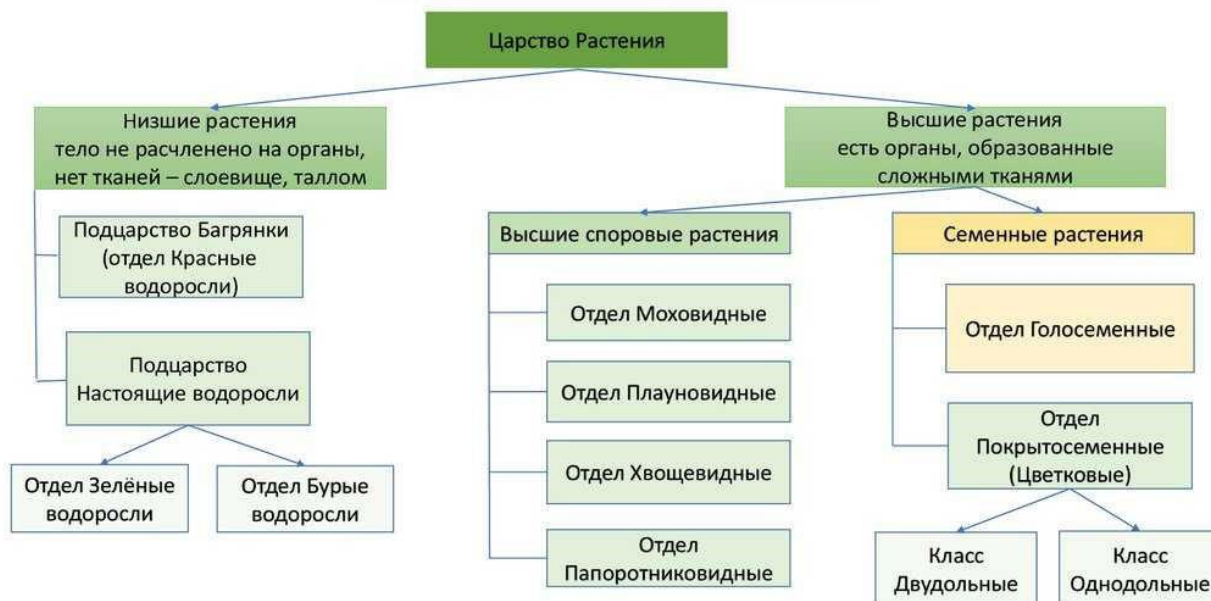 Царство Растения
Низшие растения
тело не расчленено на органы,
нет тканей – слоевище, таллом
Подцарство Багрянки
(отдел Красные
водоросли)
Подцарство
Настоящие водоросли
Отдел Зелёные
водоросли
Отдел Бурые
водоросли
Высшие растения
есть органы, образованные
сложными тканями
Высшие споровые растения
Отдел Моховидные
Отдел Плауновидные
Отдел Хвощевидные
Отдел
Папоротниковидные
Семенные растения
Отдел Голосеменные
Отдел
Покрытосеменные
(Цветковые)
Класс
Двудольные
Класс
Однодольные